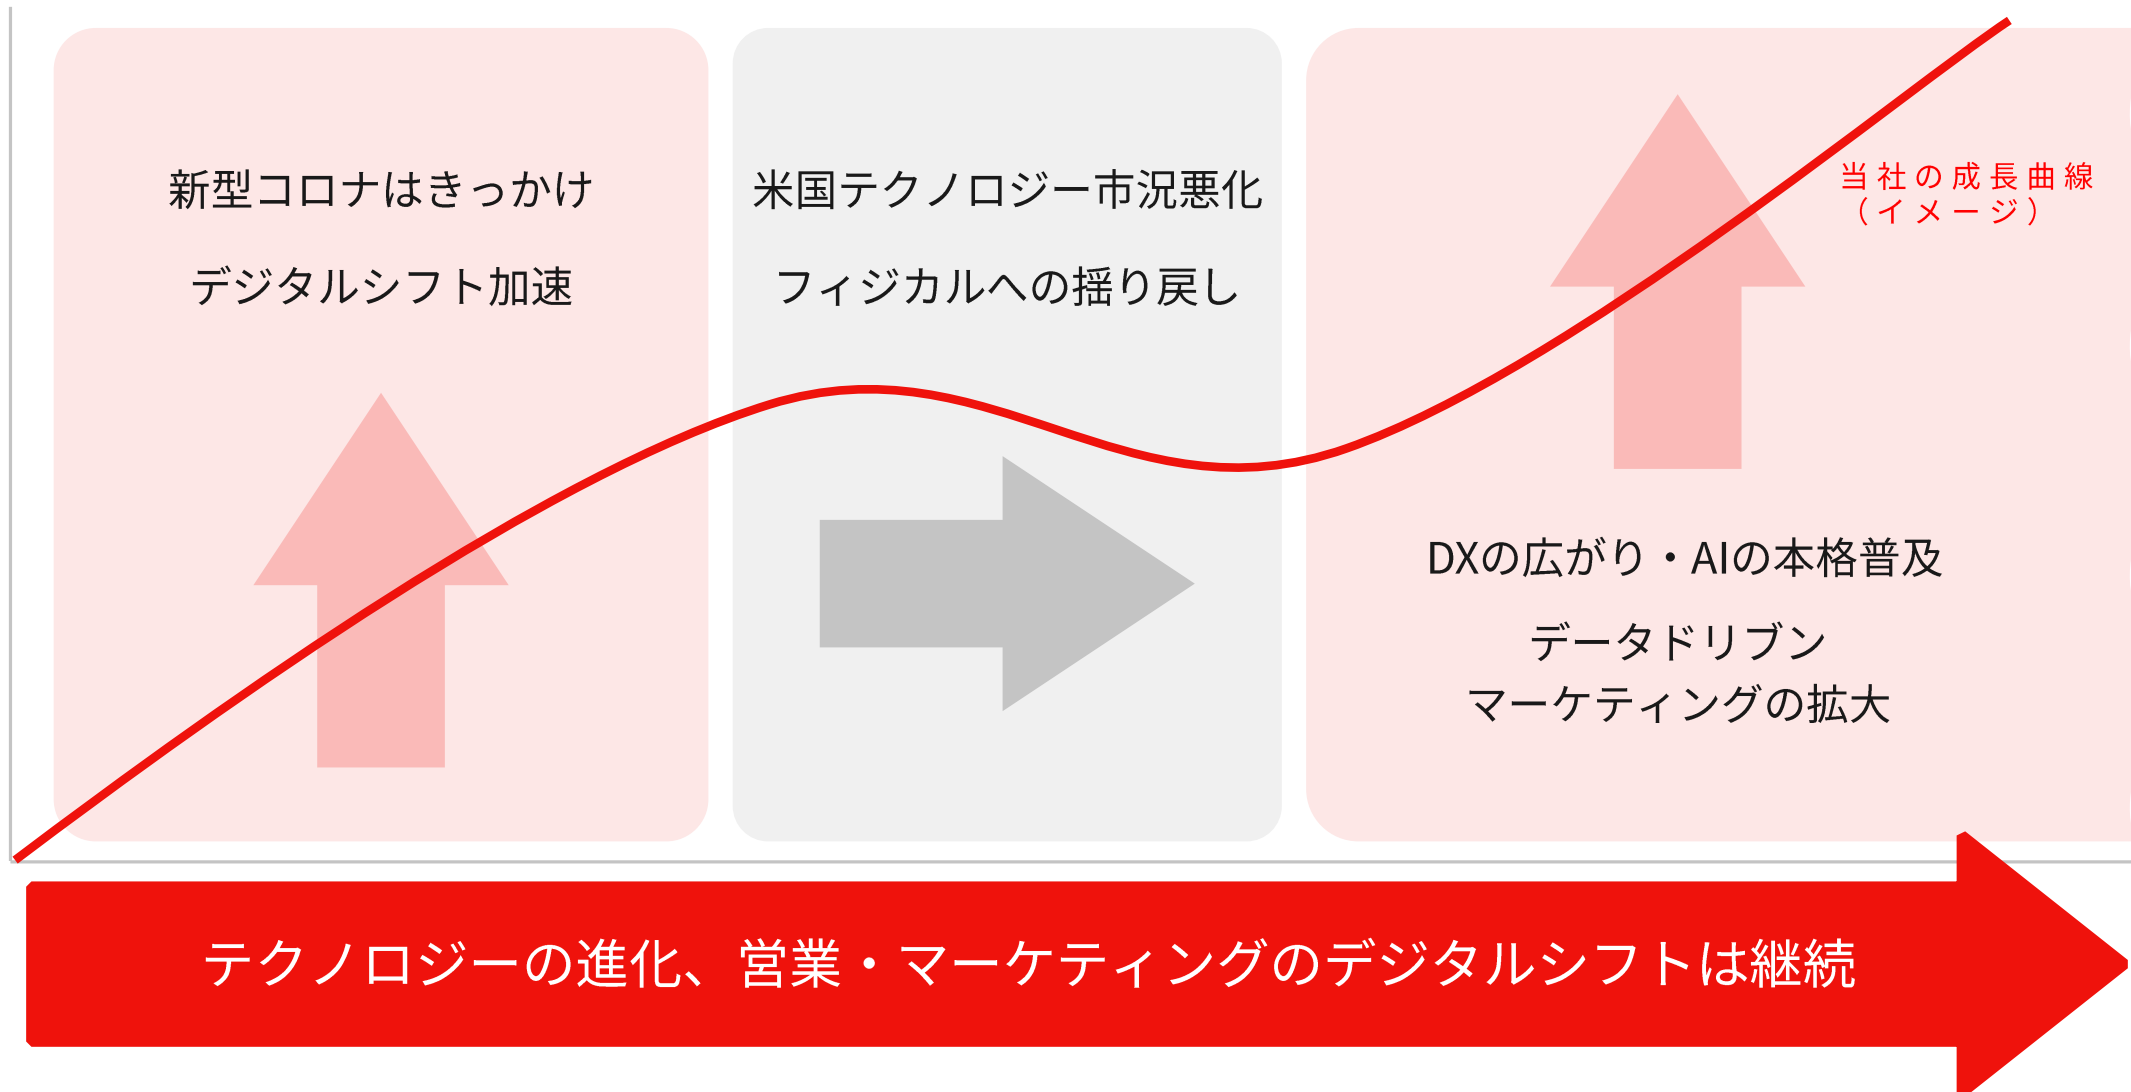 新型コロナはきっかけ
デジタルシフト加速
米国テクノロジー市況悪化
フィジカルへの揺り戻し
当社の成長曲線
（イメージ）
DXの広がり・AIの本格普及
データドリブン
マーケティングの拡大
テクノロジーの進化、営業・マーケティングのデジタルシフトは継続